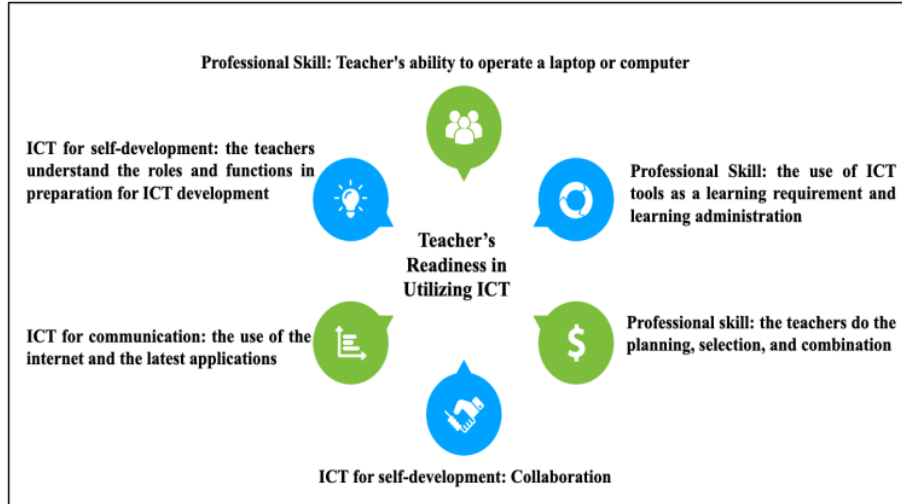 Professional Skill: Teacher's ability to operate a laptop or computer
ICT for self-development: the teachers
understand the roles and functions in
preparation for ICT development
Professional Skill: the use of ICT
tools as a learning requirement and
learning administration
Teacher’s
Readiness in
Utilizing ICT
ICT for communication: the use of the
internet and the latest applications
Professional skill: the teachers do the
planning, selection, and combination
$
ICT for self-development: Collaboration